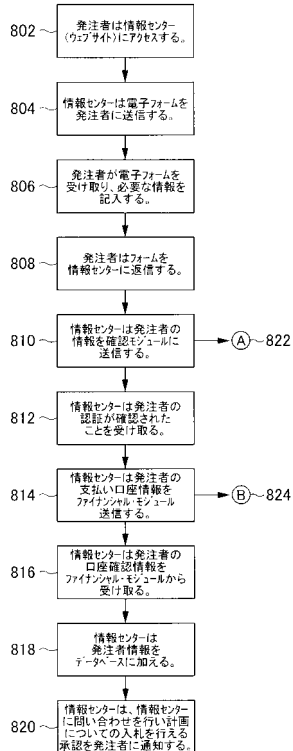 802
発注者は情報センター
(ウェブサイト)にアクセスする。
804
情報センターは電子フォームを
発注者に送信する。
806
発注者が電子フォームを
受け取り、必要な情報を
記入する。
808
発注者はフォームを
情報センターに返信する。
810
情報センターは発注者の
情報を確認モジュールに
送信する。
A
822
812
情報センターは発注者の
認証が確認された
ことを受け取る。
814
情報センターは発注者の
支払い口座情報を
ファイナンシャル・モジュール
送信する。
B
824
816
情報センターは発注者の
口座確認情報を
ファイナンシャル・モジュールから
受け取る。
818
情報センターは
発注者情報を
データベースに加える。
820
情報センターは、情報センター
に問い合わせを行い計画
についての入札を行える
承認を発注者に通知する。